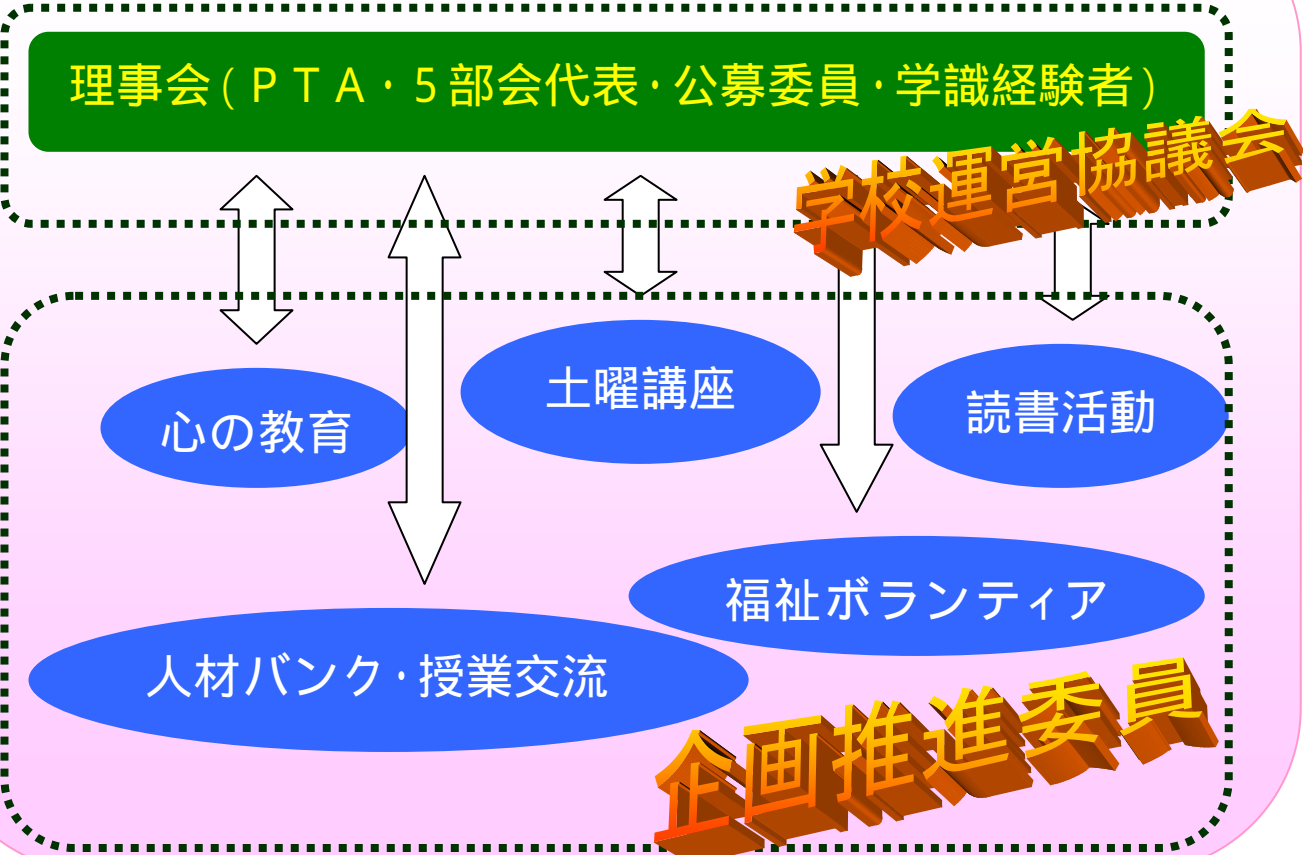 理事会(ＰＴＡ・５部会代表・公募委員・学識経験者)
学校運営協議会
土曜講座
読書活動
心の教育
福祉ボランティア
人材バンク・授業交流
企画推進委員